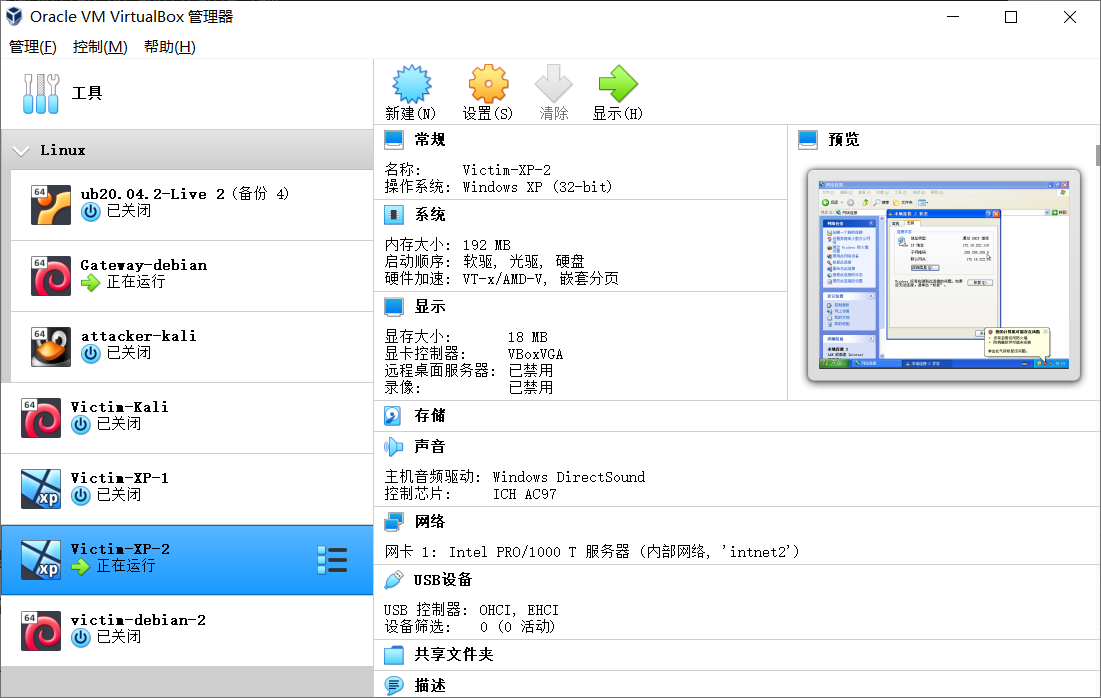 Oracle VM VirtualBox 管理器
管理(F) 控制(M) 帮助(H)
工具
Linux
64
ub20.04.2-Live 2 (备份 4)
已关闭
64
Gateway-debian
正在运行
64
attacker-kali
已关闭
64
Victim-Kali
已关闭
xp
Victim-XP-1
已关闭
xp
Victim-XP-2
正在运行
64
victim-debian-2
已关闭
新建(N) 设置(S) 清除 显示(H)
常规
名称: Victim-XP-2
操作系统: Windows XP (32-bit)
系统
内存大小: 192 MB
启动顺序: 软驱, 光驱, 硬盘
硬件加速: VT-x/AMD-V, 嵌套分页
显示
显存大小: 18 MB
显卡控制器: VBoxVGA
远程桌面服务器: 已禁用
录像: 已禁用
存储
声音
主机音频驱动: Windows DirectSound
控制芯片: ICH AC97
网络
网卡 1: Intel PRO/1000 T 服务器 (内部网络, 'intnet2')
USB设备
USB 控制器: OHCI, EHCI
设备筛选: 0 (0 活动)
共享文件夹
描述
预览